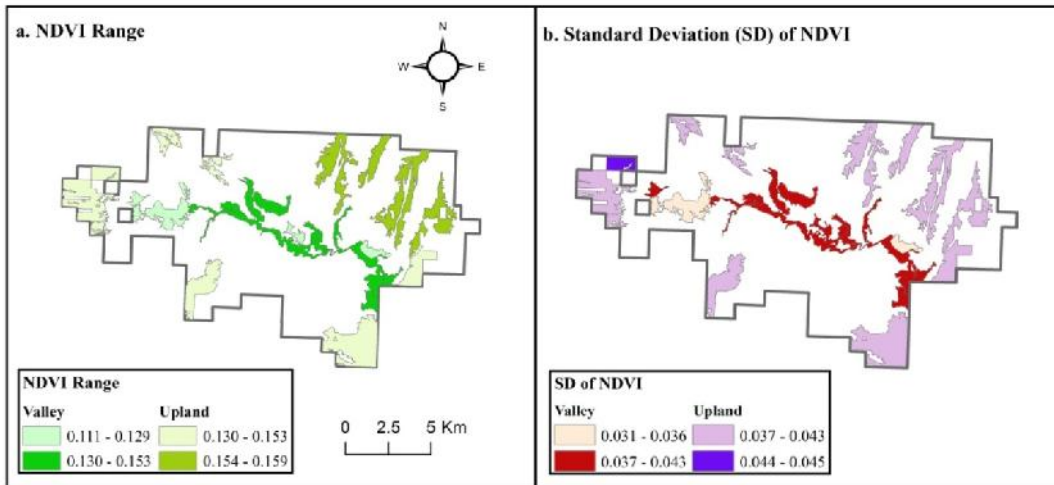 a. NDVI Range
N
W E
S
NDVI Range
Valley Upland
0.111 - 0.129 0.130 - 0.153
0.130 - 0.153 0.154 - 0.159
0 2.5 5 Km
b. Standard Deviation (SD) of NDVI
SD of NDVI
Valley Upland
0.031 - 0.036 0.037 - 0.043
0.037 - 0.043 0.044 - 0.045